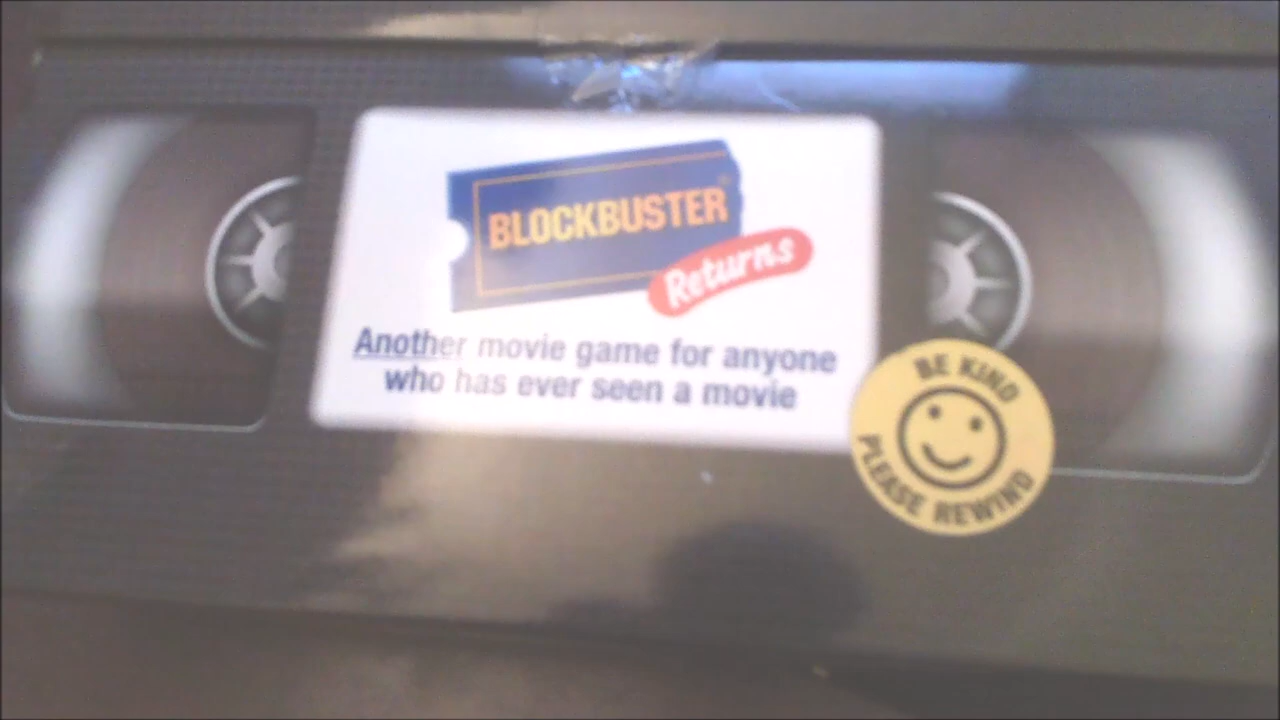 BLOCKBUSTER
Returns
Another movie game for anyone
who has ever seen a movie
BE KIND
PLEASE REWIND